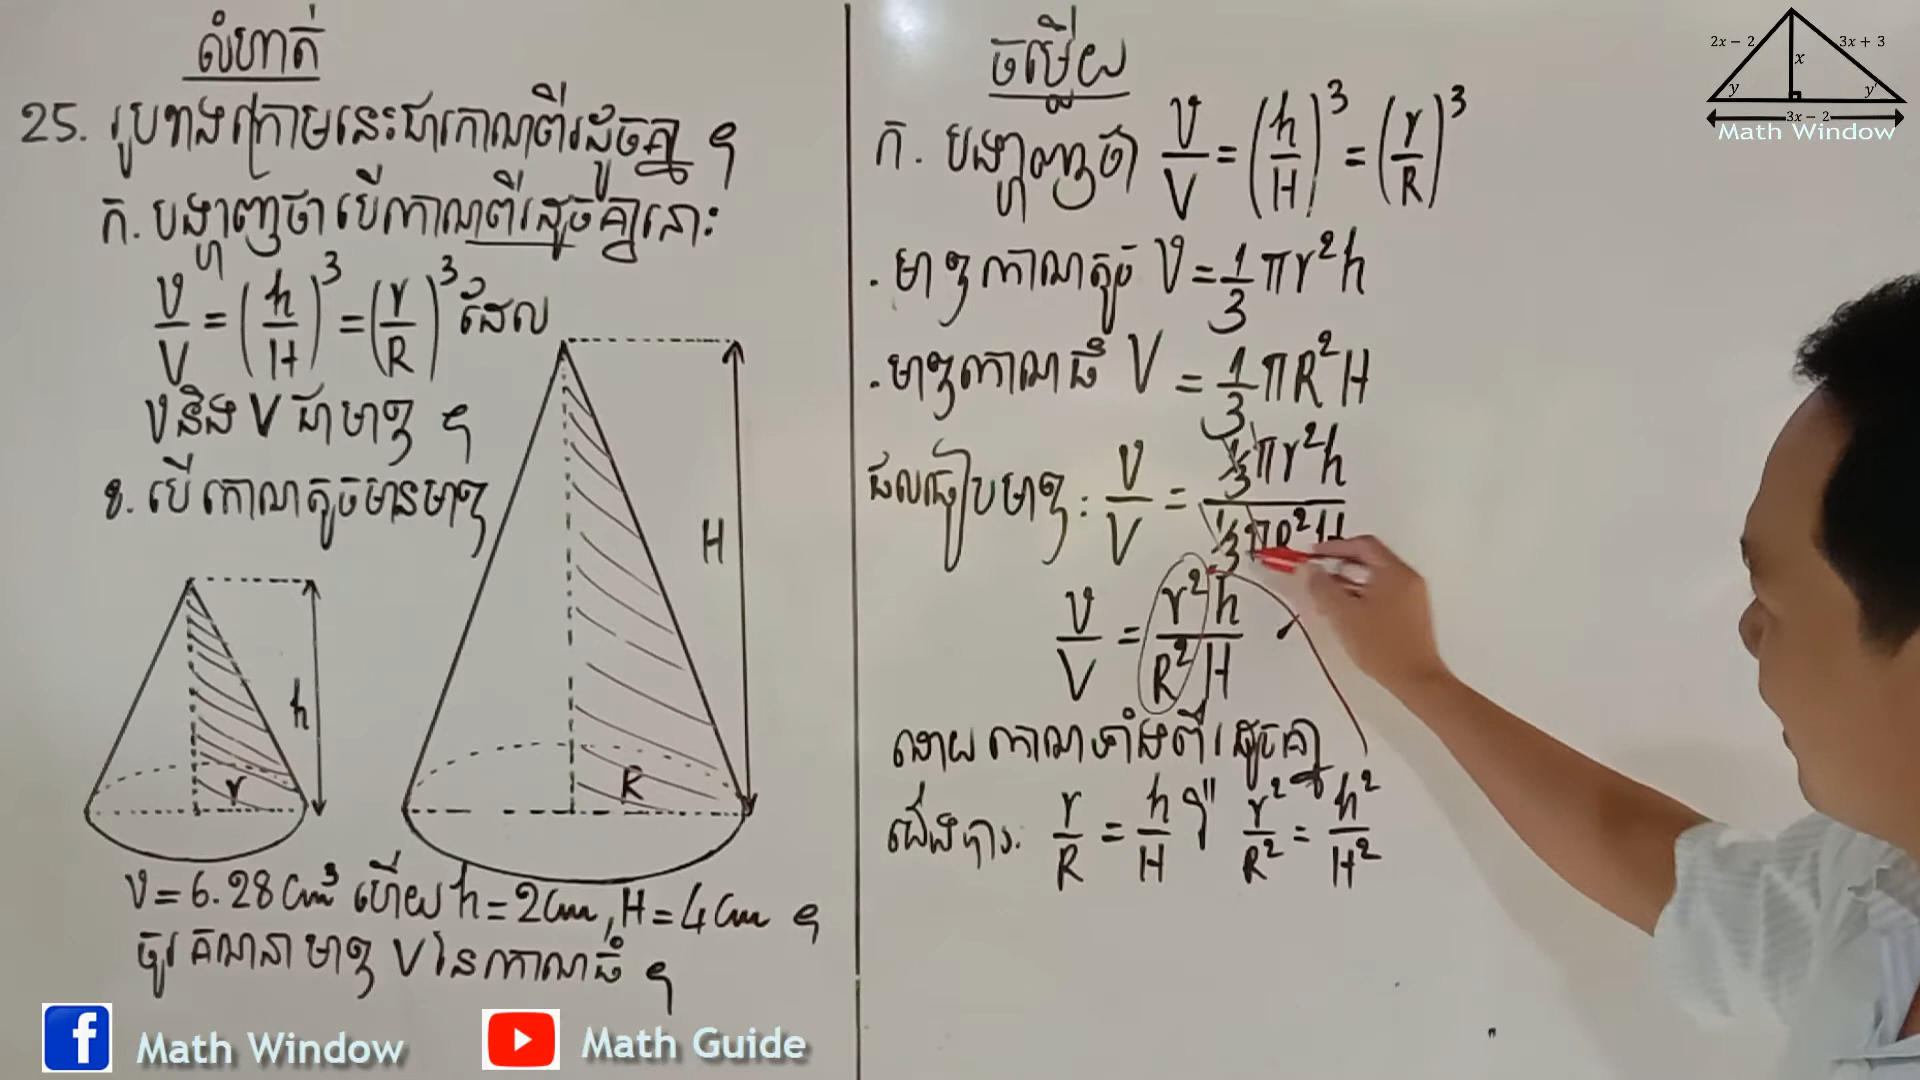 លំហាត់
25. រូបខាងក្រោមនេះជាកោណពីរដូចគ្នា ។
ក. បង្ហាញថា បើកោណពីរដូចគ្នានោះ
v/V = (h/H)³ = (r/R)³ ដែល
v និង V ជាមាឌ ។
ខ. បើកោណតូចមានមាឌ
H
R
h
r
v = 6.28 cm³ ហើយ h = 2cm, H = 4cm ។
ចូរគណនាមាឌ V នៃកោណធំ ។
ចម្លើយ
ក. បង្ហាញថា v/V = (h/H)³ = (r/R)³
. មាឌកោណតូច v = 1/3 πr²h
. មាឌកោណធំ V = 1/3 πR²H
ផលធៀបមាឌ: v/V = 1/3 πr²h / 1/3 πR²H
v/V = r²h / R²H
ដោយកោណទាំងពីរដូចគ្នា
យើងបាន: r/R = h/H ឬ r²/R² = h²/H²
2x − 2
3x + 3
x
y
y'
3x − 2
Math Window
Math Window
Math Guide